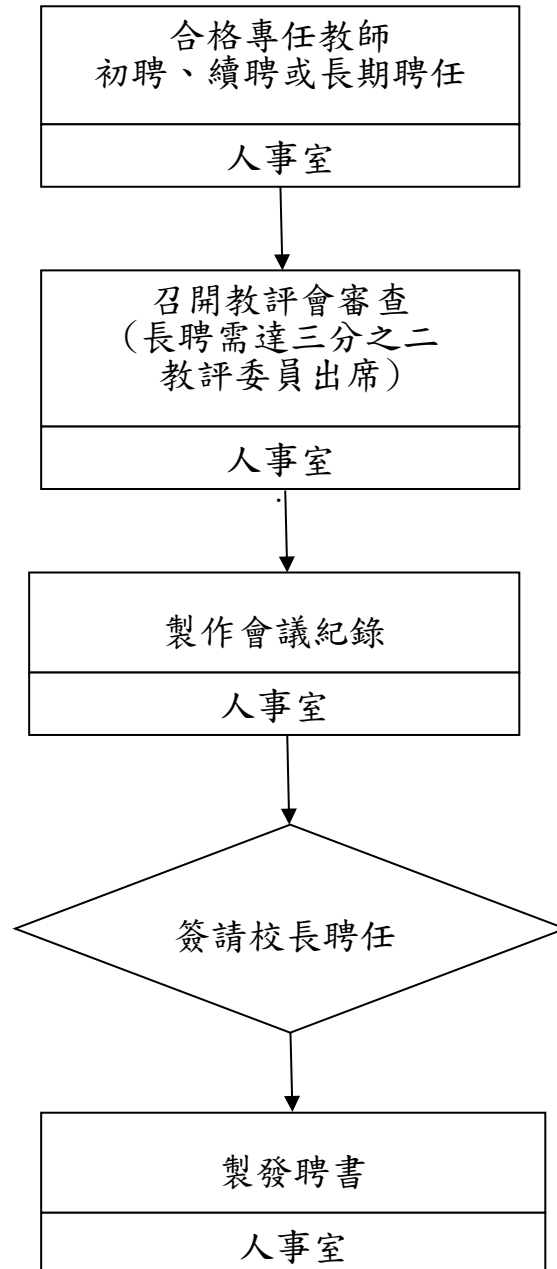 合格專任教師
初聘、續聘或長期聘任
人事室
召開教評會審查
（長聘需達三分之二
教評委員出席）
人事室
.
製作會議紀錄
人事室
簽請校長聘任
製發聘書
人事室